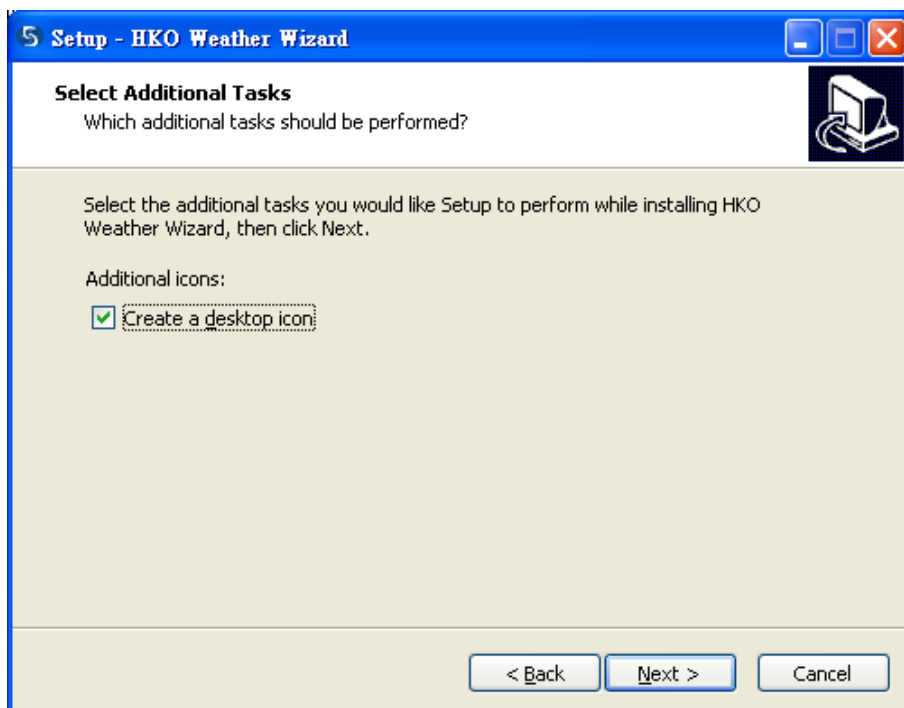 Setup - HKO Weather Wizard
Select Additional Tasks
Which additional tasks should be performed?
Select the additional tasks you would like Setup to perform while installing HKO
Weather Wizard, then click Next.
Additional icons:
Create a desktop icon
< Back
Next >
Cancel